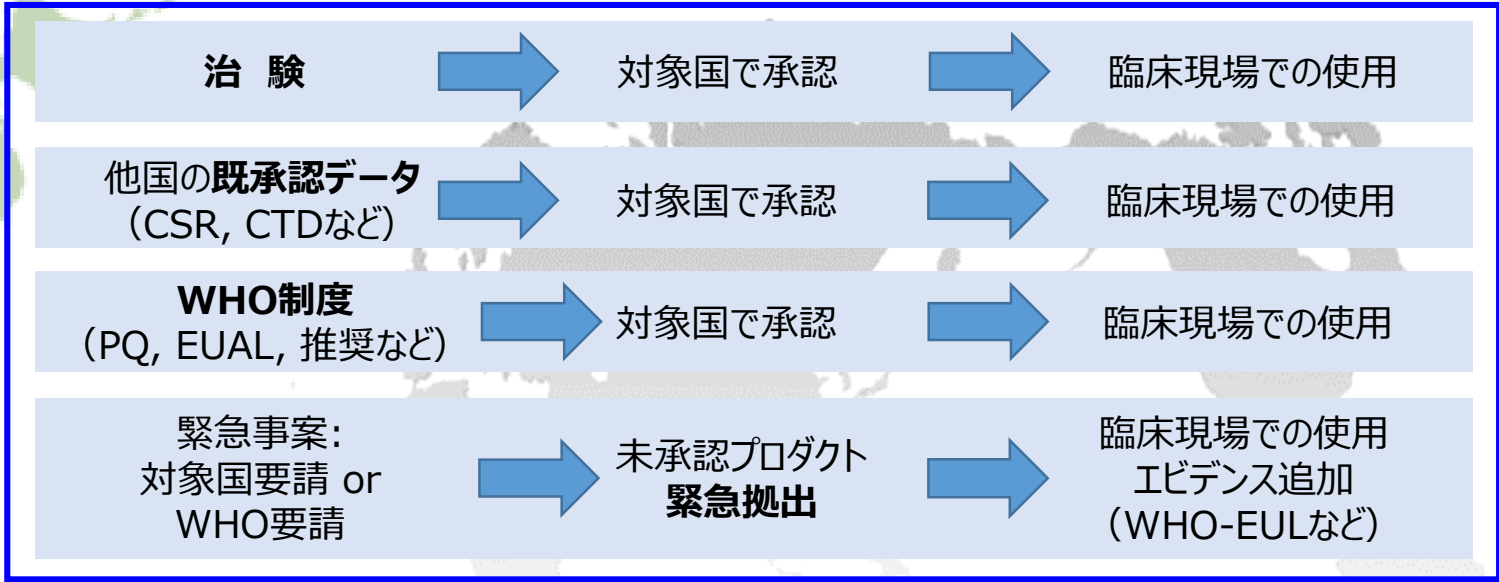 治 験
対象国で承認
臨床現場での使用
他国の既承認データ
（CSR, CTDなど）
対象国で承認
臨床現場での使用
WHO制度
（PQ, EUAL, 推奨など）
対象国で承認
臨床現場での使用
緊急事案:
対象国要請 or
WHO要請
未承認プロダクト
緊急拠出
臨床現場での使用
エビデンス追加
（WHO-EULなど）